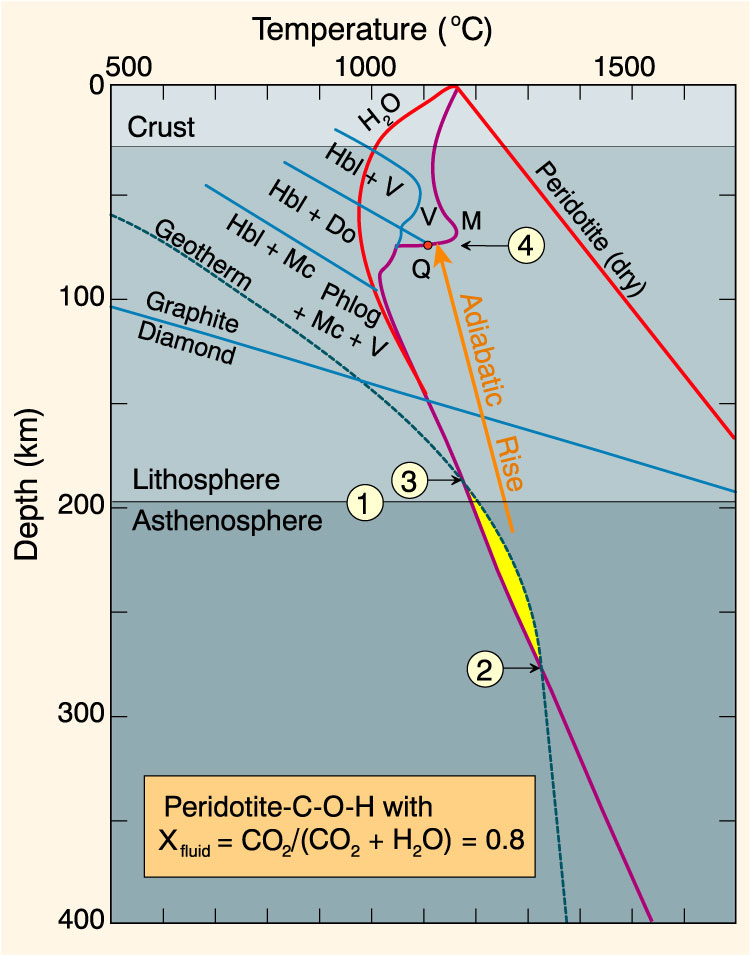 Temperature (°C)
500 1000 1500
0
Crust
H₂O
Hbl + V
Hbl + Do
Hbl + Mc
V M
Q
4
Peridotite (dry)
Geotherm
Phlog
+ Mc + V
100
Graphite
Diamond
Adiabatic Rise
Depth (km)
Lithosphere
3
1
200
Asthenosphere
2
300
Peridotite-C-O-H with
X fluid = CO₂/(CO₂ + H₂O) = 0.8
400